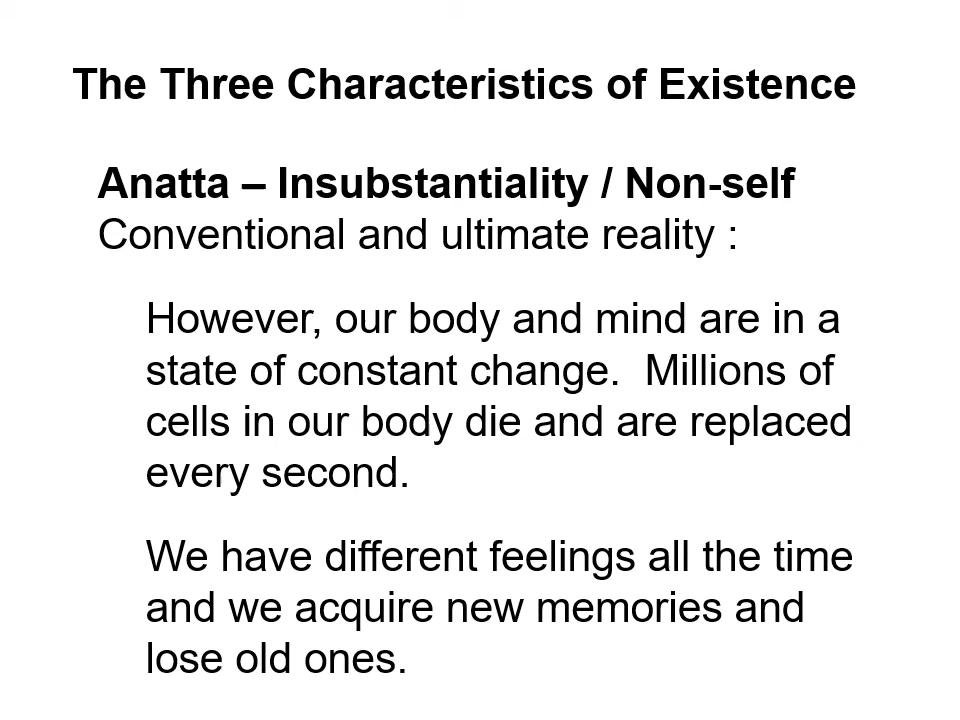 The Three Characteristics of Existence
Anatta – Insubstantiality / Non-self
Conventional and ultimate reality :
However, our body and mind are in a
state of constant change.  Millions of
cells in our body die and are replaced
every second.
We have different feelings all the time
and we acquire new memories and
lose old ones.